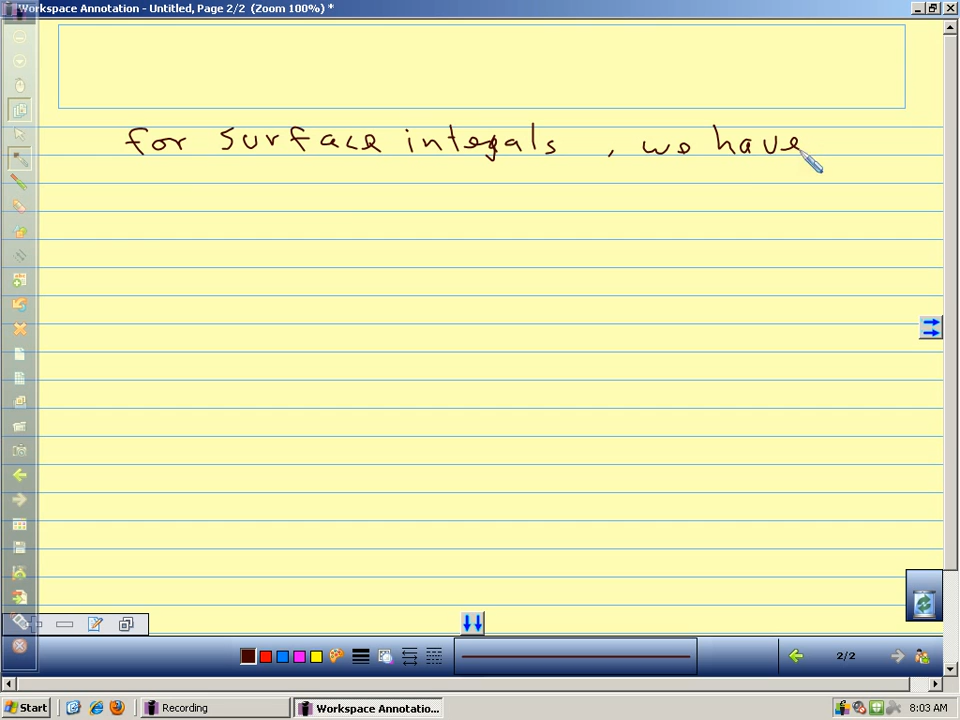 Workspace Annotation - Untitled, Page 2/2 (Zoom 100%) *
for surface integals , we have
2/2
Start
Recording
Workspace Annotatio...
8:03 AM